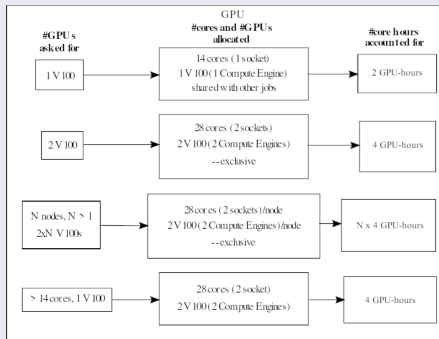 GPU
#GPUs
asked for
#cores and #GPUs
allocated
#core hours
accounted for
1 V100
14 cores (1 socket)
1 V100 (1 Compute Engine)
shared with other jobs
2 GPU-hours
2 V100
28 cores (2 sockets)
2 V100 (2 Compute Engines)
-- exclusive
4 GPU-hours
N nodes, N > 1
2xN V100s
28 cores (2 sockets)/node
2 V100 (2 Compute Engines)/node
-- exclusive
N x 4 GPU-hours
> 14 cores, 1 V100
28 cores (2 socket)
2 V100 (2 Compute Engines)
4 GPU-hours